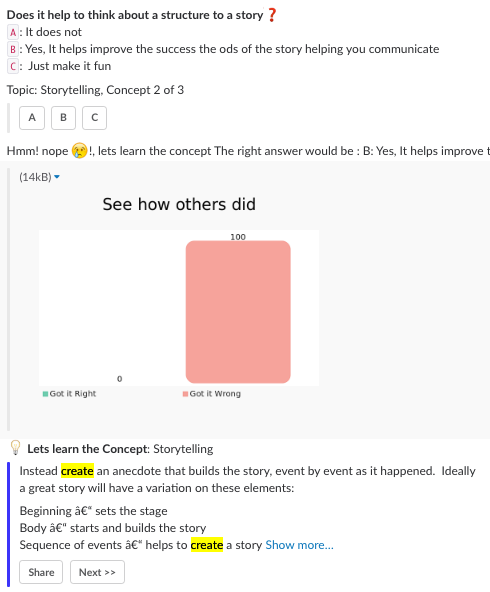 Does it help to think about a structure to a story ❓
A : It does not
B : Yes, It helps improve the success the ods of the story helping you communicate
C : Just make it fun
Topic: Storytelling, Concept 2 of 3
A B C
Hmm! nope 😢!, lets learn the concept The right answer would be : B: Yes, It helps improve t
(14kB)
See how others did
100
0
Got it Right Got it Wrong
💡 Lets learn the Concept: Storytelling
Instead create an anecdote that builds the story, event by event as it happened. Ideally
a great story will have a variation on these elements:
Beginning â€“ sets the stage
Body â€“ starts and builds the story
Sequence of events â€“ helps to create a story Show more...
Share Next >>